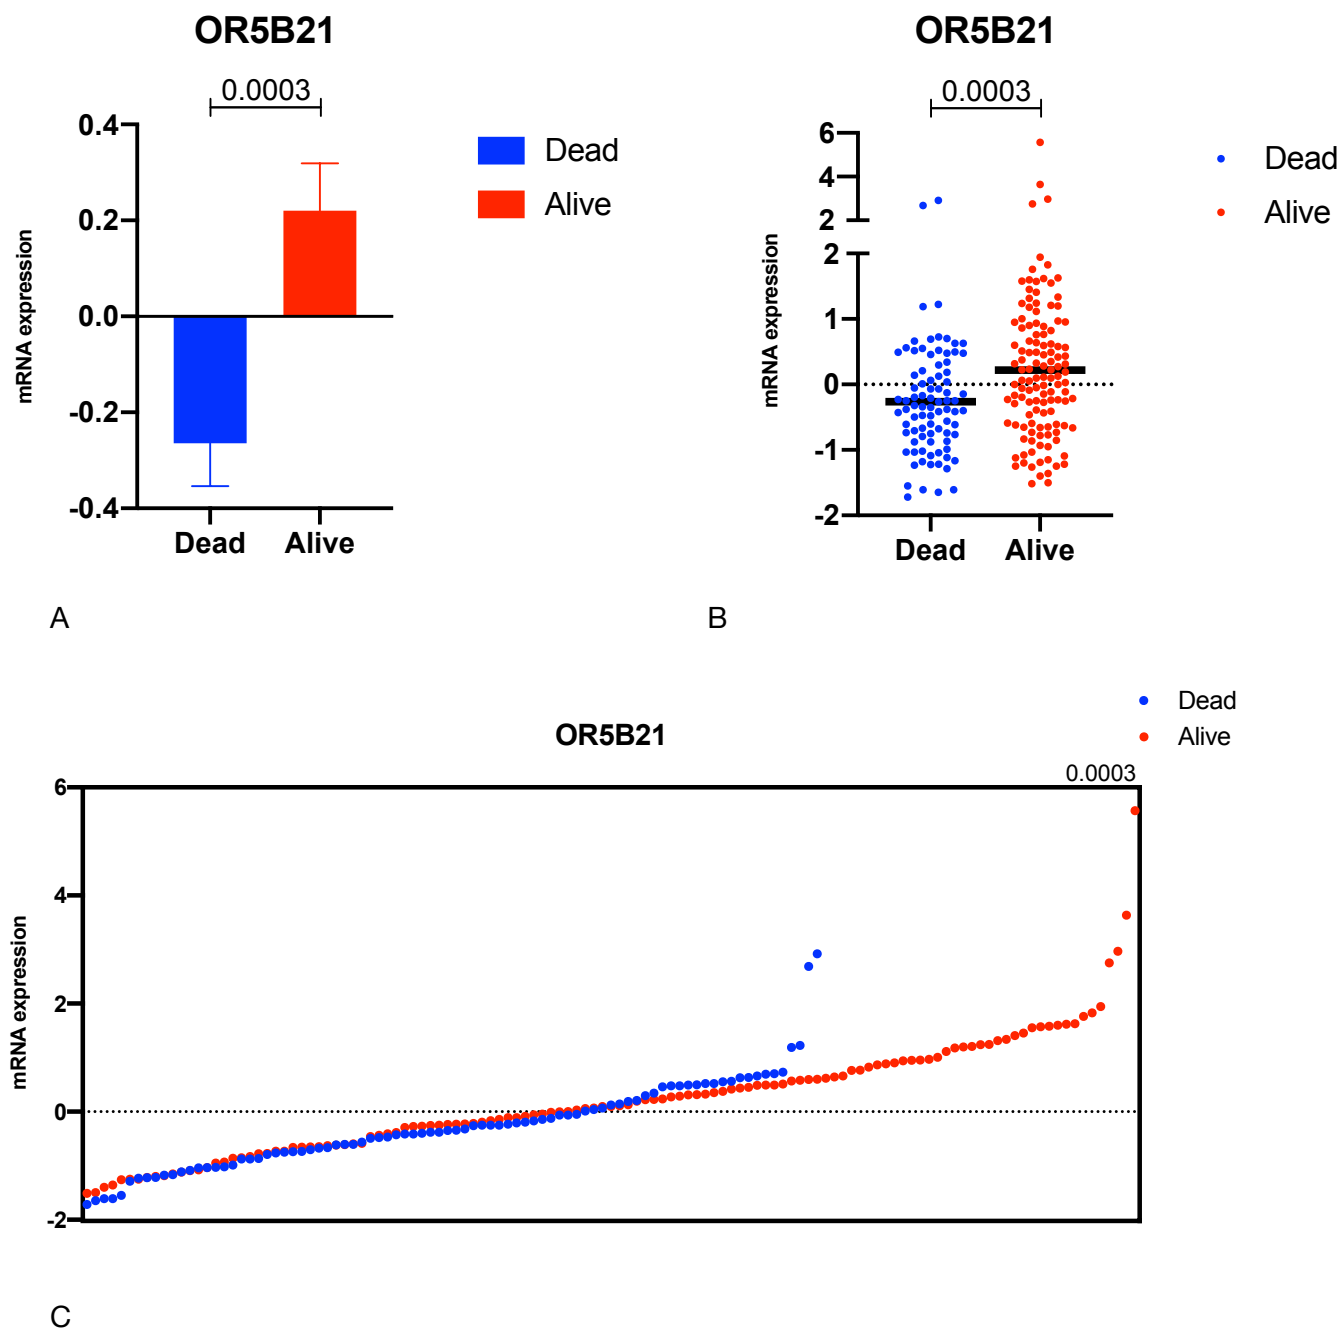 OR5B21
0.0003
0.4
0.2
0.0
-0.2
-0.4
mRNA expression
Dead
Alive
Dead
Alive
A
OR5B21
0.0003
6
4
2
2
1
0
-1
-2
mRNA expression
Dead
Alive
Dead
Alive
B
OR5B21
Dead
Alive
0.0003
6
4
2
0
-2
mRNA expression
C